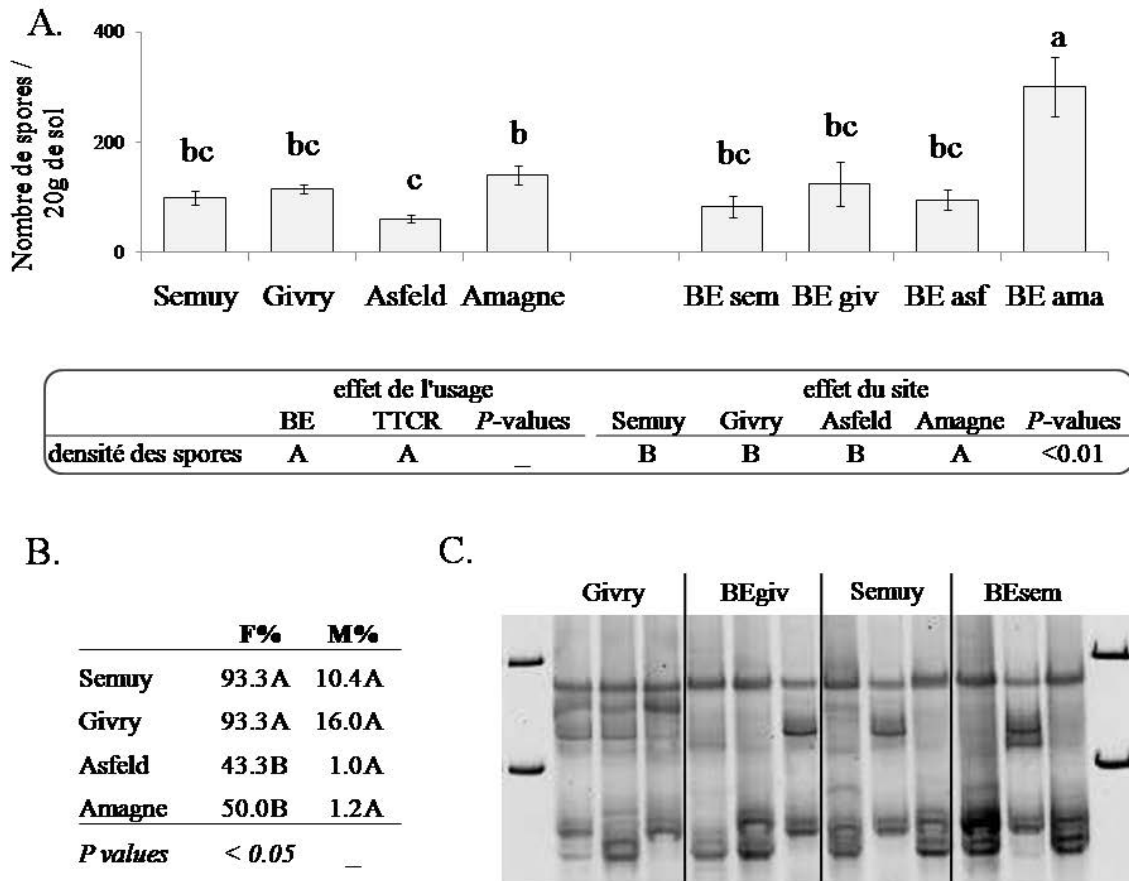 A.
Nombre de spores /
20g de sol
400
200
0
bc
bc
c
b
bc
bc
bc
a
Semuy Givry Asfeld Amagne BE sem BE giv BE asf BE ama
effet de l'usage effet du site
BE TTCR P-values Semuy Givry Asfeld Amagne P-values
densité des spores A A _ B B B A <0.01
B.
F% M%
Semuy 93.3A 10.4A
Givry 93.3A 16.0A
Asfeld 43.3B 1.0A
Amagne 50.0B 1.2A
P values < 0.05 _
C.
Givry BEgiv Semuy BEsem